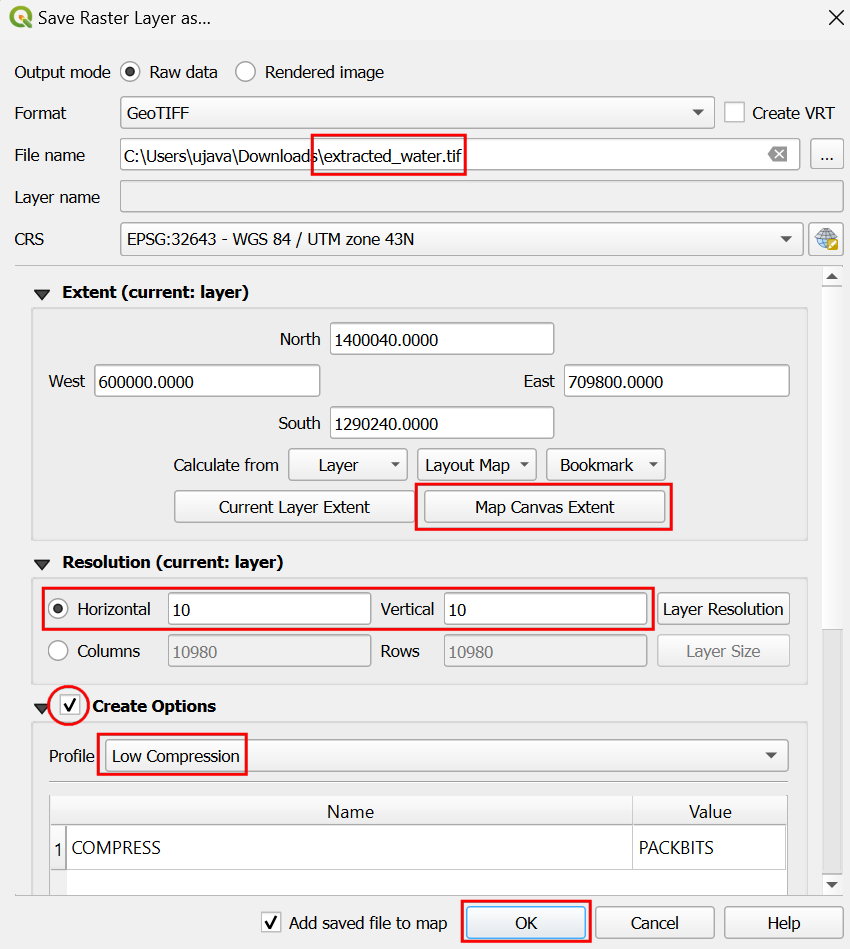 Save Raster Layer as...
Output mode Raw data Rendered image
Format GeoTIFF Create VRT
File name C:\Users\ujava\Downloads\extracted_water.tif ...
Layer name
CRS EPSG:32643 - WGS 84 / UTM zone 43N
Extent (current: layer)
North 1400040.0000
West 600000.0000 East 709800.0000
South 1290240.0000
Calculate from Layer Layout Map Bookmark
Current Layer Extent Map Canvas Extent
Resolution (current: layer)
Horizontal 10 Vertical 10 Layer Resolution
Columns 10980 Rows 10980 Layer Size
Create Options
Profile Low Compression
Name Value
1 COMPRESS PACKBITS
Add saved file to map OK Cancel Help